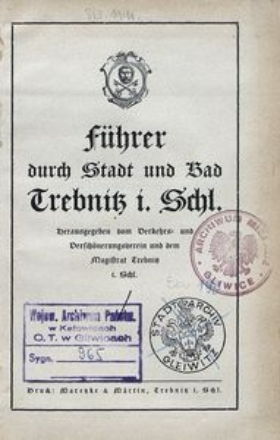 Führer
durch Stadt und Bad
Trebnitz i. Schl.
Herausgegeben vom Verkehrs- und
Verschönerungsverein und dem
Magistrat Trebnitz
i. Schl.
ARCHIWUM
GLIWICE
Wojew. Archiwum Państw.
w Katowicach
O. T. w Gliwicach
Sygn. 965
STADTARCHIV
GLEIWITZ
Druck: Maretzke & Märtin, Trebnitz i. Schl.